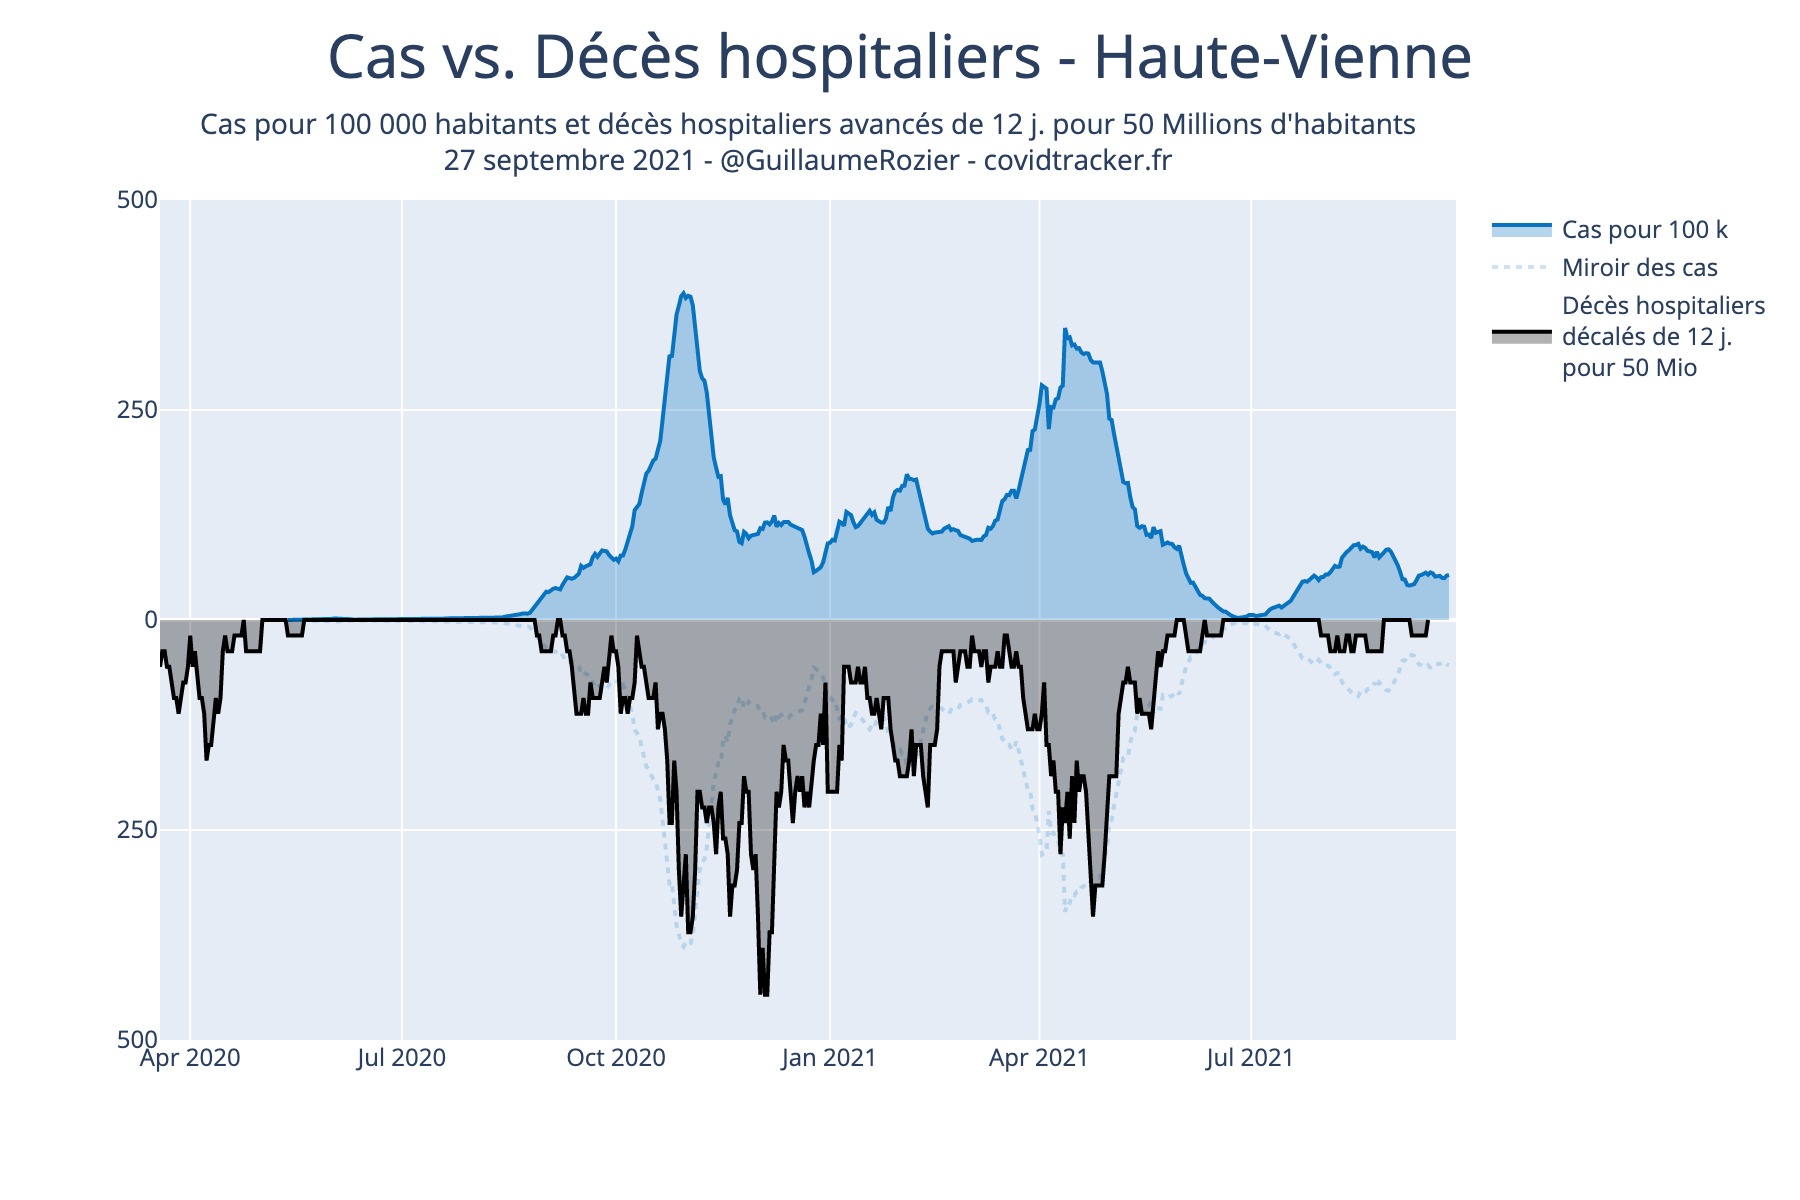 Cas vs. Décès hospitaliers - Haute-Vienne
Cas pour 100 000 habitants et décès hospitaliers avancés de 12 j. pour 50 Millions d'habitants
27 septembre 2021 - @GuillaumeRozier - covidtracker.fr
500
250
0
250
500
Apr 2020
Jul 2020
Oct 2020
Jan 2021
Apr 2021
Jul 2021
Cas pour 100 k
Miroir des cas
Décès hospitaliers
décalés de 12 j.
pour 50 Mio